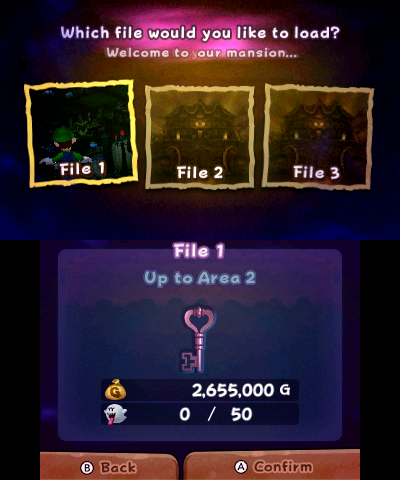 Which file would you like to load?
Welcome to your mansion...
File 1
File 2
File 3
File 1
Up to Area 2
G
2,655,000 G
0 / 50
B Back
A Confirm